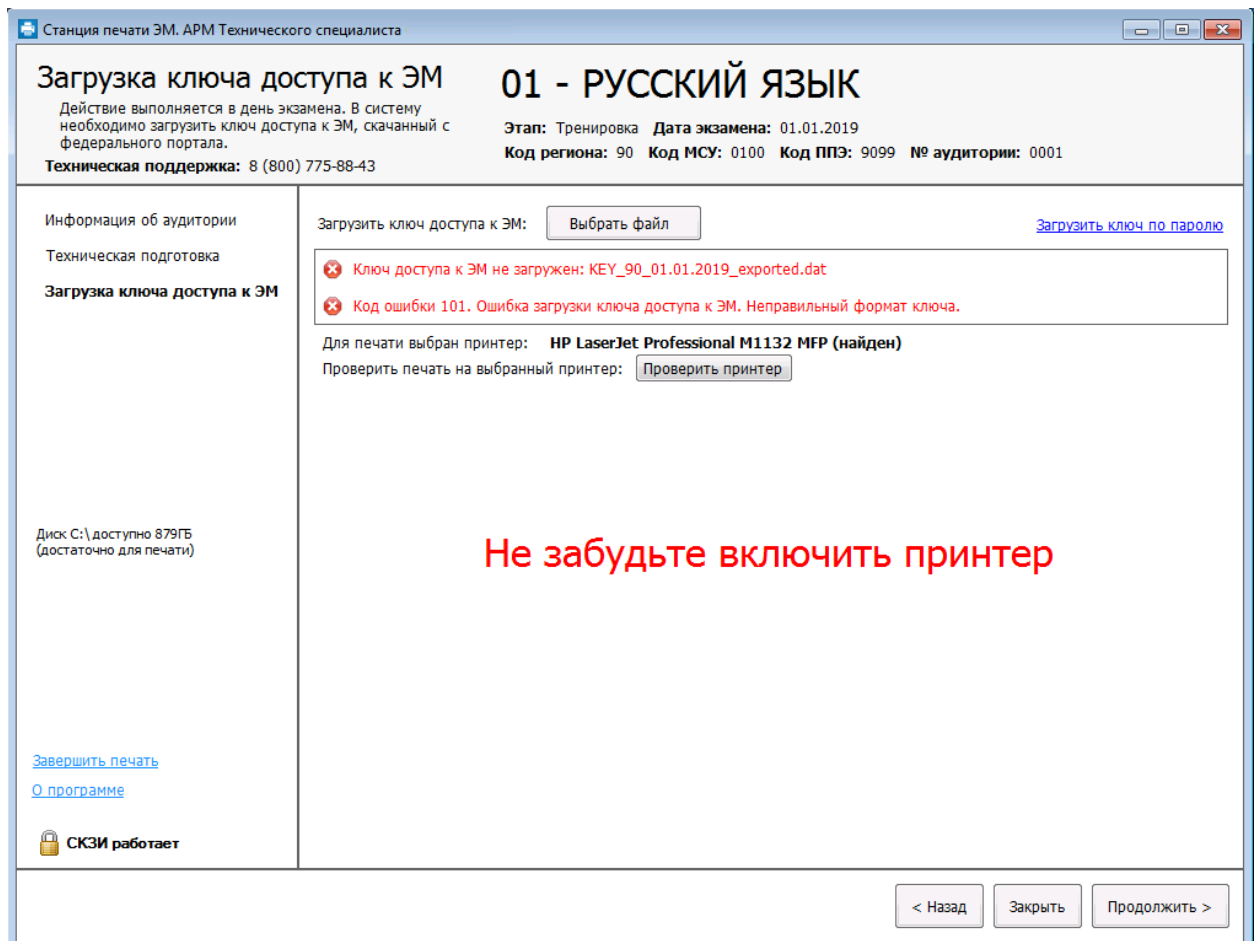 Станция печати ЭМ. АРМ Технического специалиста
Загрузка ключа доступа к ЭМ
Действие выполняется в день экзамена. В систему
необходимо загрузить ключ доступа к ЭМ, скачанный с
федерального портала.
Техническая поддержка: 8 (800) 775-88-43
01 - РУССКИЙ ЯЗЫК
Этап: Тренировка Дата экзамена: 01.01.2019
Код региона: 90 Код МСУ: 0100 Код ППЭ: 9099 № аудитории: 0001
Информация об аудитории
Техническая подготовка
Загрузка ключа доступа к ЭМ
Диск C:\ доступно 879ГБ
(достаточно для печати)
Завершить печать
О программе
СКЗИ работает
Загрузить ключ доступа к ЭМ: Выбрать файл Загрузить ключ по паролю
Ключ доступа к ЭМ не загружен: KEY_90_01.01.2019_exported.dat
Код ошибки 101. Ошибка загрузки ключа доступа к ЭМ. Неправильный формат ключа.
Для печати выбран принтер: HP LaserJet Professional M1132 MFP (найден)
Проверить печать на выбранный принтер: Проверить принтер
Не забудьте включить принтер
< Назад Закрыть Продолжить >